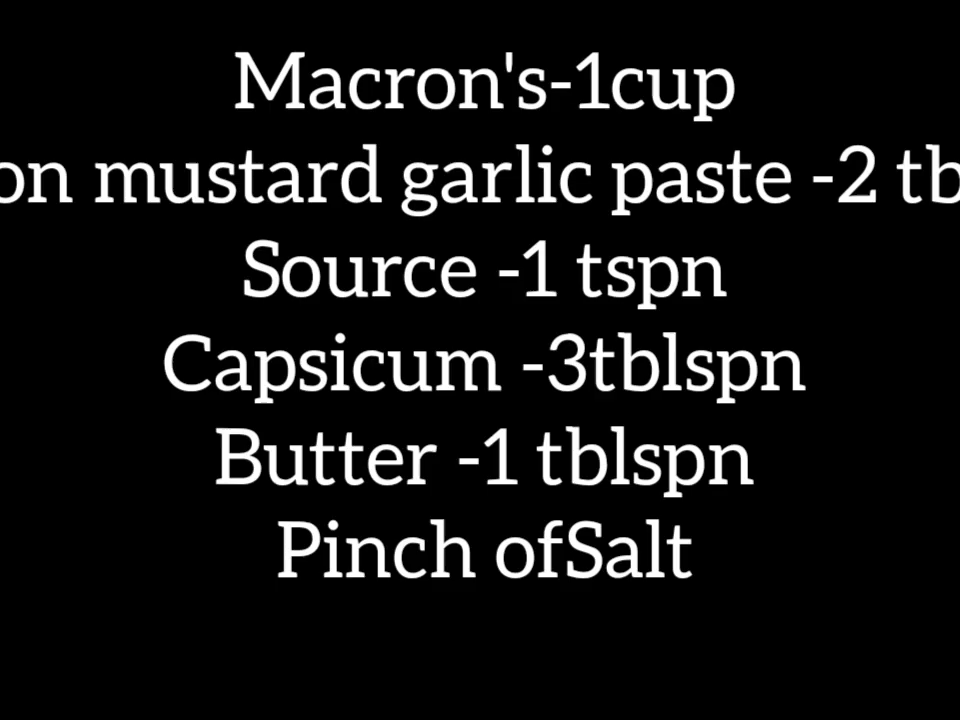 Macron's-1cup
on mustard garlic paste -2 tb
Source -1 tspn
Capsicum -3tblspn
Butter -1 tblspn
Pinch ofSalt